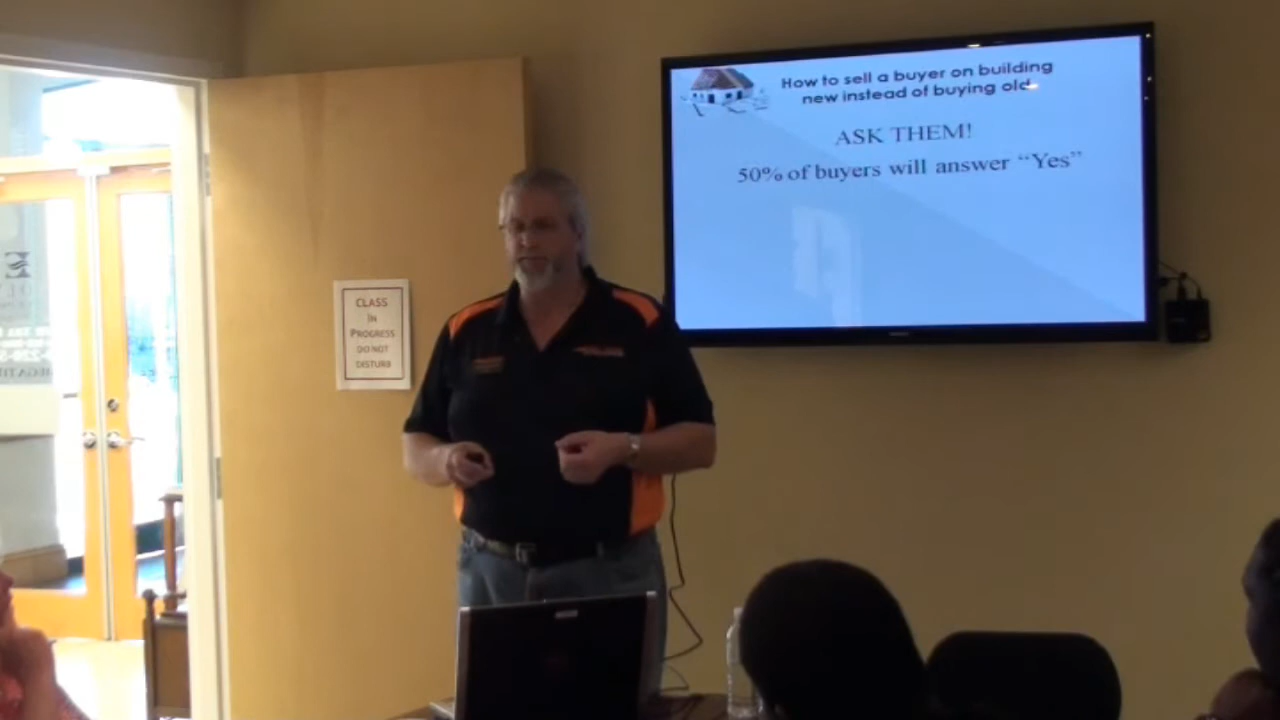 How to sell a buyer on building
new instead of buying old
ASK THEM!
50% of buyers will answer “Yes”
CLASS
IN
PROGRESS
DO NOT
DISTURB